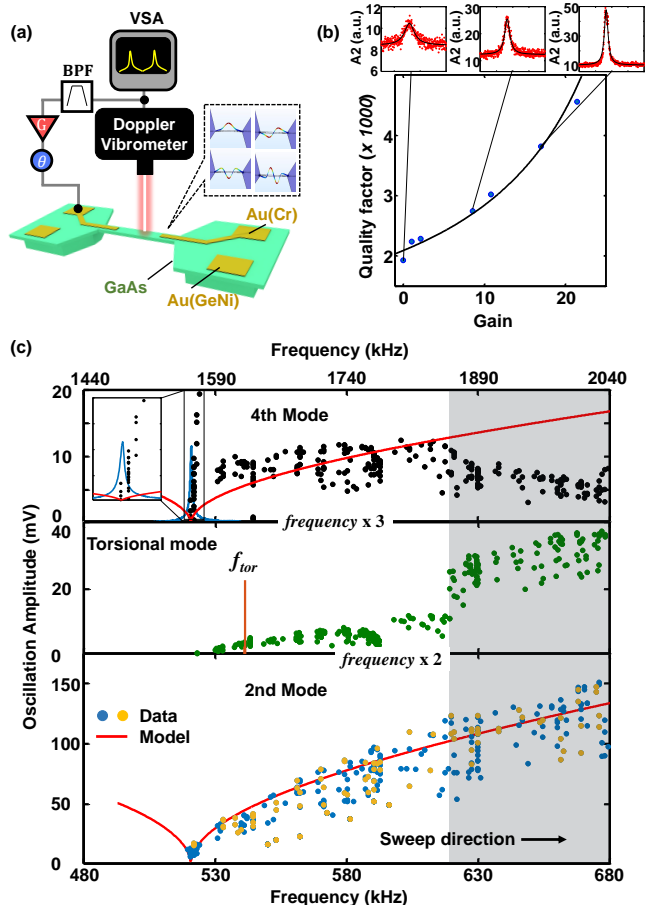 (a)
VSA
BPF
G
θ
Doppler
Vibrometer
Au(Cr)
GaAs
Au(GeNi)
(b)
A2 (a.u.)
12
10
8
6
A2 (a.u.)
30
20
10
A2 (a.u.)
50
30
10
Quality factor (x 1000)
4
3
2
0
10
20
Gain
(c)
Frequency (kHz)
1440
1590
1740
1890
2040
Oscillation Amplitude (mV)
20
10
0
4th Mode
frequency x 3
40
20
0
Torsional mode
f_tor
frequency x 2
150
100
50
0
2nd Mode
Data
Model
Sweep direction
480
530
580
630
680
Frequency (kHz)